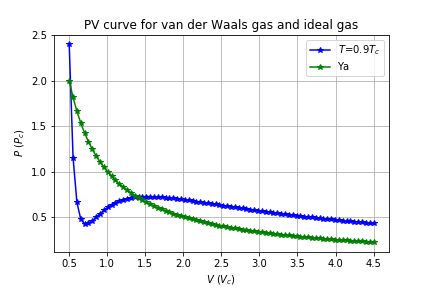 PV curve for van der Waals gas and ideal gas
2.5
2.0
1.5
1.0
0.5
P (P_c)
T=0.9T_c
Ya
0.5 1.0 1.5 2.0 2.5 3.0 3.5 4.0 4.5
V (V_c)